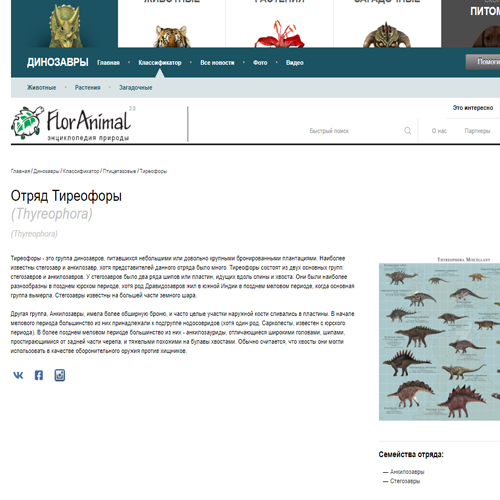 ЖИВОТНЫЕ РАСТЕНИЯ ЗАГАДОЧНЫЕ
ПИТОМ
ДИНОЗАВРЫ Главная • Классификатор • Все новости • Фото • Видео Помоги
Животные • Растения • Загадочные
FlorAnimal 2.0
энциклопедия природы
Это интересно
Быстрый поиск О нас Партнеры
Главная / Динозавры / Классификатор / Птицетазовые / Тиреофоры
Отряд Тиреофоры
(Thyreophora)
(Thyreophora)
Тиреофоры - это группа динозавров, питавшихся небольшими или довольно крупными бронированными плантациями. Наиболее
известны стегозавр и анкилозавр, хотя представителей данного отряда было много. Тиреофоры состоят из двух основных групп:
стегозавров и анкилозавров. У стегозавров было два ряда шипов или пластин, идущих вдоль спины и хвоста. Они были наиболее
разнообразны в позднем юрском периоде, хотя род Дравидозавров жил в южной Индии в позднем меловом периоде, когда основная
группа вымерла. Стегозавры известны на большей части земного шара.
Другая группа, Анкилозавры, имела более обширную броню, и часто целые участки наружной кости сливались в пластины. В начале
мелового периода большинство из них принадлежали к подгруппе нодозавридов (хотя один род, Сарколесты, известен с юрского
периода). В более позднем меловом периоде большинство из них - анкилозауриды, отличающиеся широкими головами, шипами,
простирающимися от задней части черепа, и тяжелыми похожими на булавы хвостами. Обычно считается, что хвосты они могли
использовать в качестве оборонительного оружия против хищников.
THYREOPHORA MISCELLANY
Семейства отряда:
— Анкилозавры
— Стегозавры